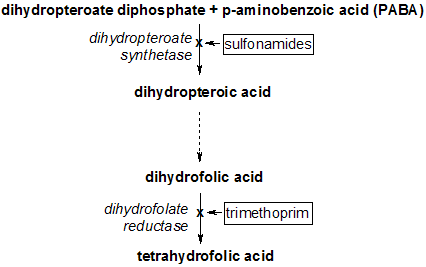 dihydropteroate diphosphate + p-aminobenzoic acid (PABA)
dihydropteroate
synthetase
x
sulfonamides
dihydropteroic acid
dihydrofolic acid
dihydrofolate
reductase
x
trimethoprim
tetrahydrofolic acid